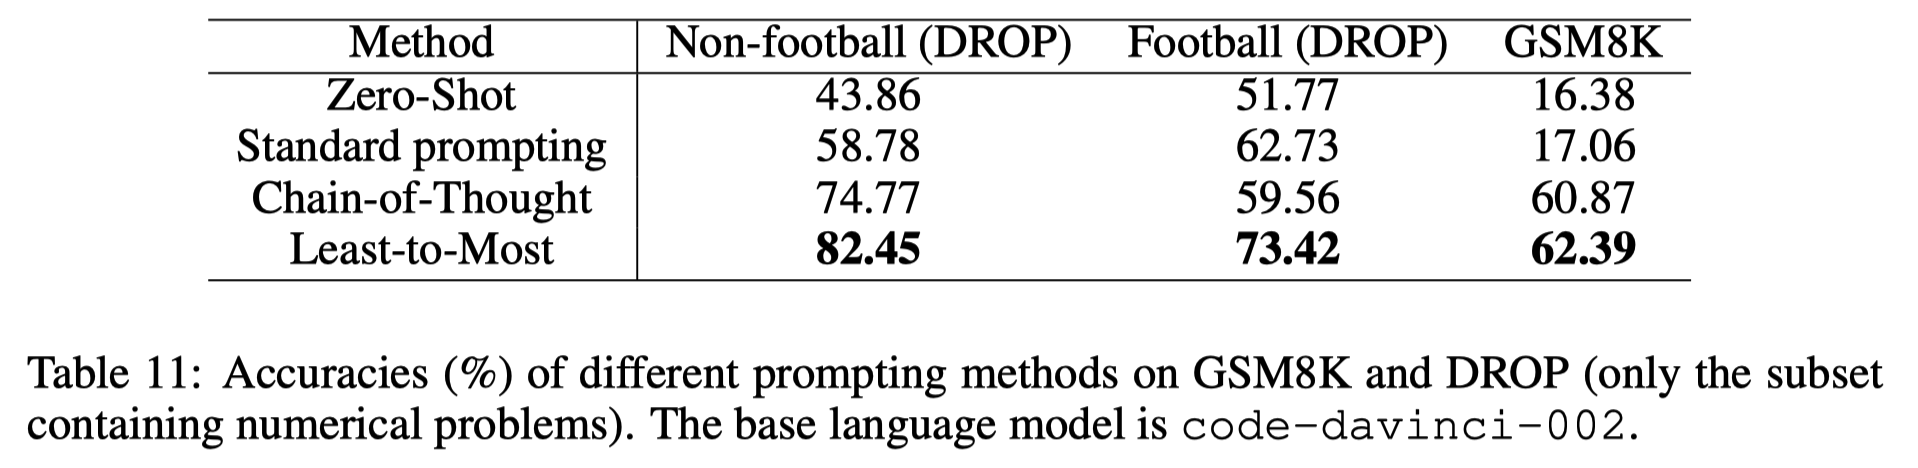 Method Non-football (DROP) Football (DROP) GSM8K
Zero-Shot 43.86 51.77 16.38
Standard prompting 58.78 62.73 17.06
Chain-of-Thought 74.77 59.56 60.87
Least-to-Most 82.45 73.42 62.39
Table 11: Accuracies (%) of different prompting methods on GSM8K and DROP (only the subset
containing numerical problems). The base language model is code-davinci-002.